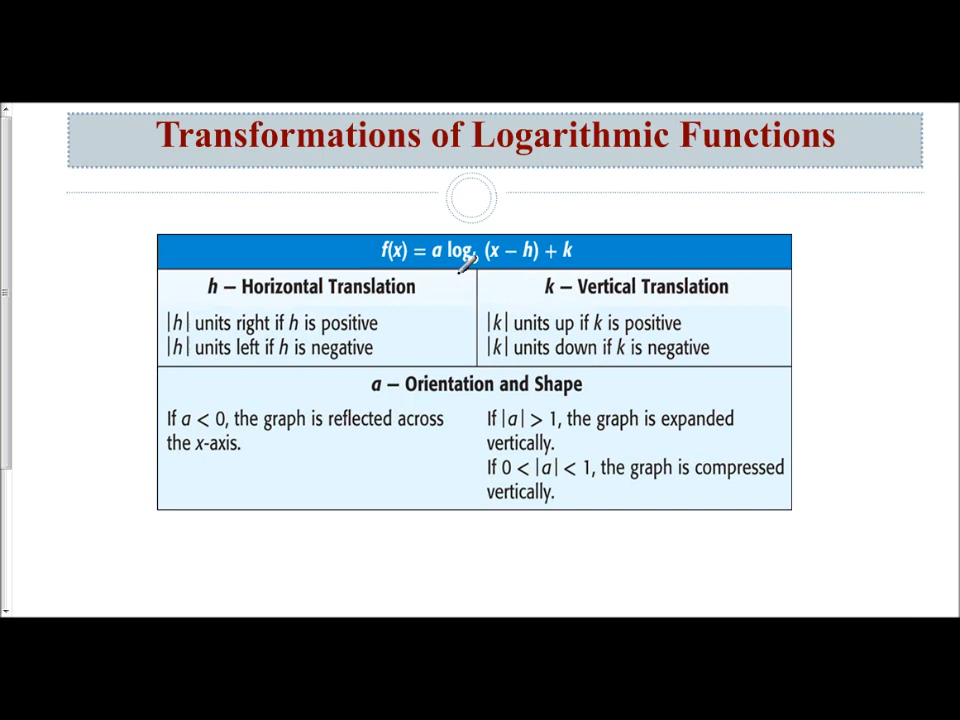 Transformations of Logarithmic Functions
f(x) = a log (x – h) + k
h – Horizontal Translation
|h| units right if h is positive
|h| units left if h is negative
k – Vertical Translation
|k| units up if k is positive
|k| units down if k is negative
a – Orientation and Shape
If a < 0, the graph is reflected across
the x-axis.
If |a| > 1, the graph is expanded
vertically.
If 0 < |a| < 1, the graph is compressed
vertically.